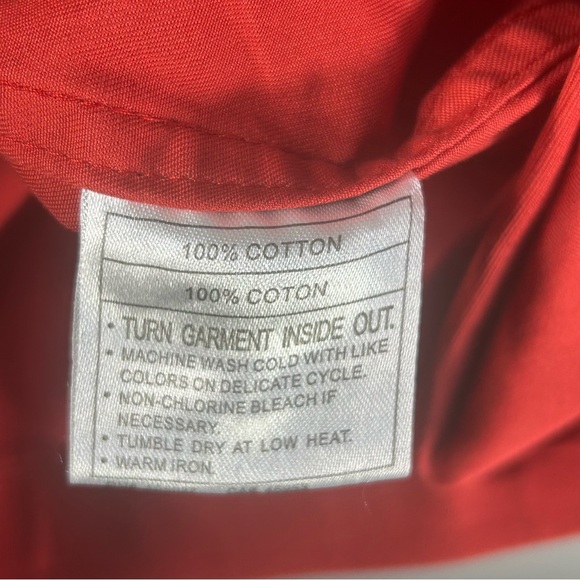 100% COTTON
100% COTON
• TURN GARMENT INSIDE OUT.
• MACHINE WASH COLD WITH LIKE
COLORS ON DELICATE CYCLE.
• NON-CHLORINE BLEACH IF
NECESSARY.
• TUMBLE DRY AT LOW HEAT.
• WARM IRON.